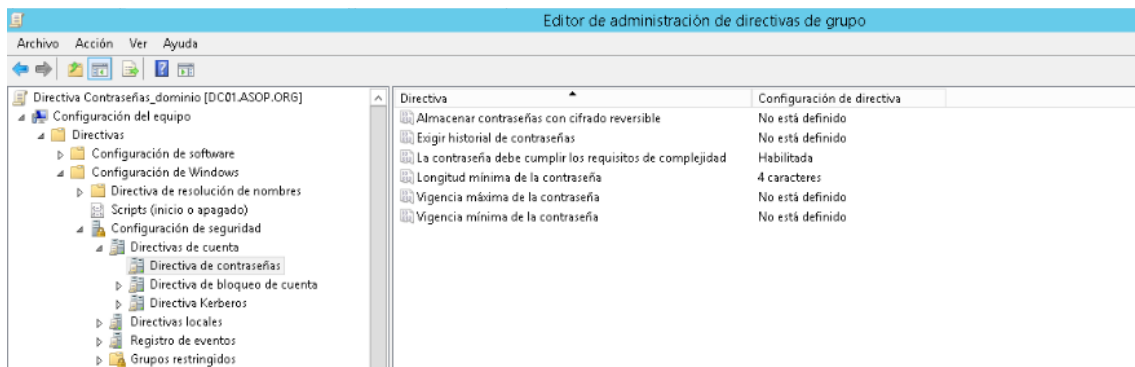 Editor de administración de directivas de grupo
Archivo Acción Ver Ayuda
Directiva Contraseñas_dominio [DC01.ASOP.ORG]
Configuración del equipo
Directivas
Configuración de software
Configuración de Windows
Directiva de resolución de nombres
Scripts (inicio o apagado)
Configuración de seguridad
Directivas de cuenta
Directiva de contraseñas
Directiva de bloqueo de cuenta
Directiva Kerberos
Directivas locales
Registro de eventos
Grupos restringidos
Directiva Configuración de directiva
Almacenar contraseñas con cifrado reversible No está definido
Exigir historial de contraseñas No está definido
La contraseña debe cumplir los requisitos de complejidad Habilitada
Longitud mínima de la contraseña 4 caracteres
Vigencia máxima de la contraseña No está definido
Vigencia mínima de la contraseña No está definido